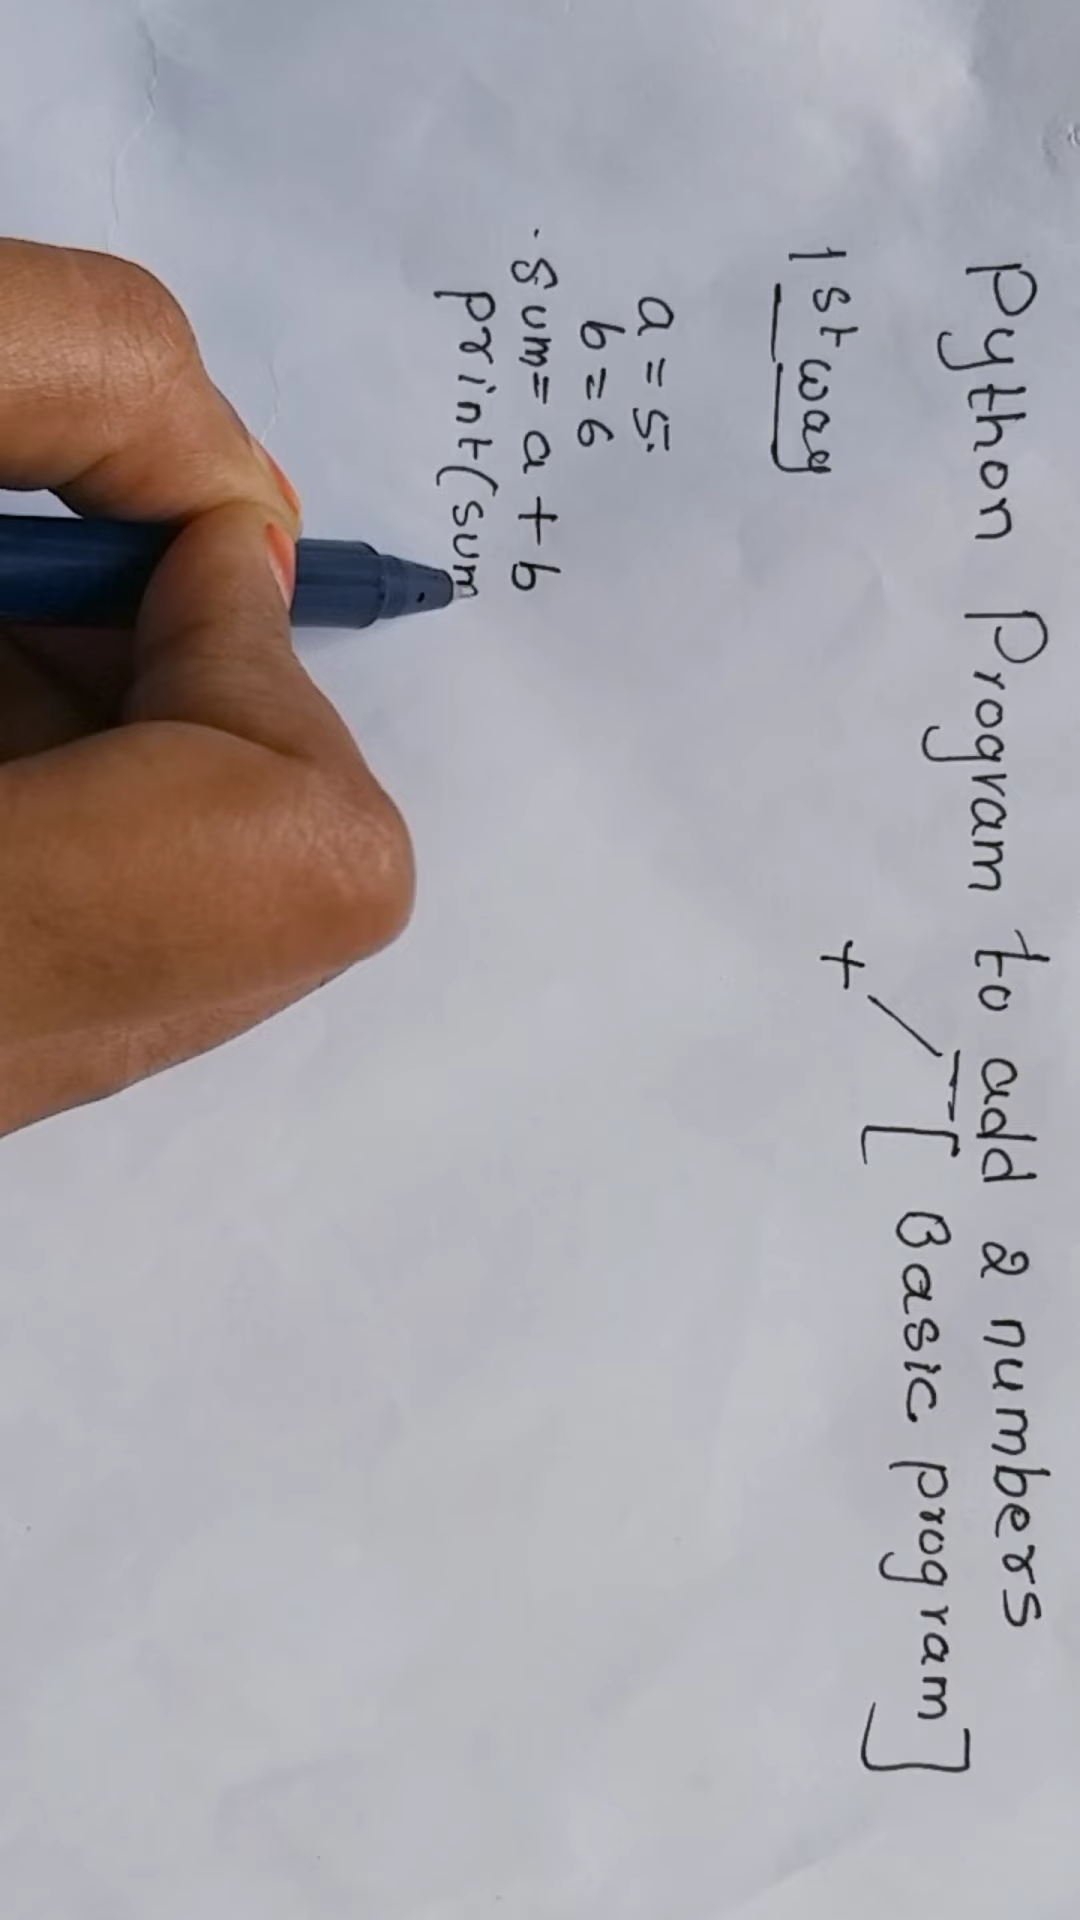 Python Program to add 2 numbers
[ Basic program]
+
1st way
a = 5
b = 6
sum= a + b
print(sum